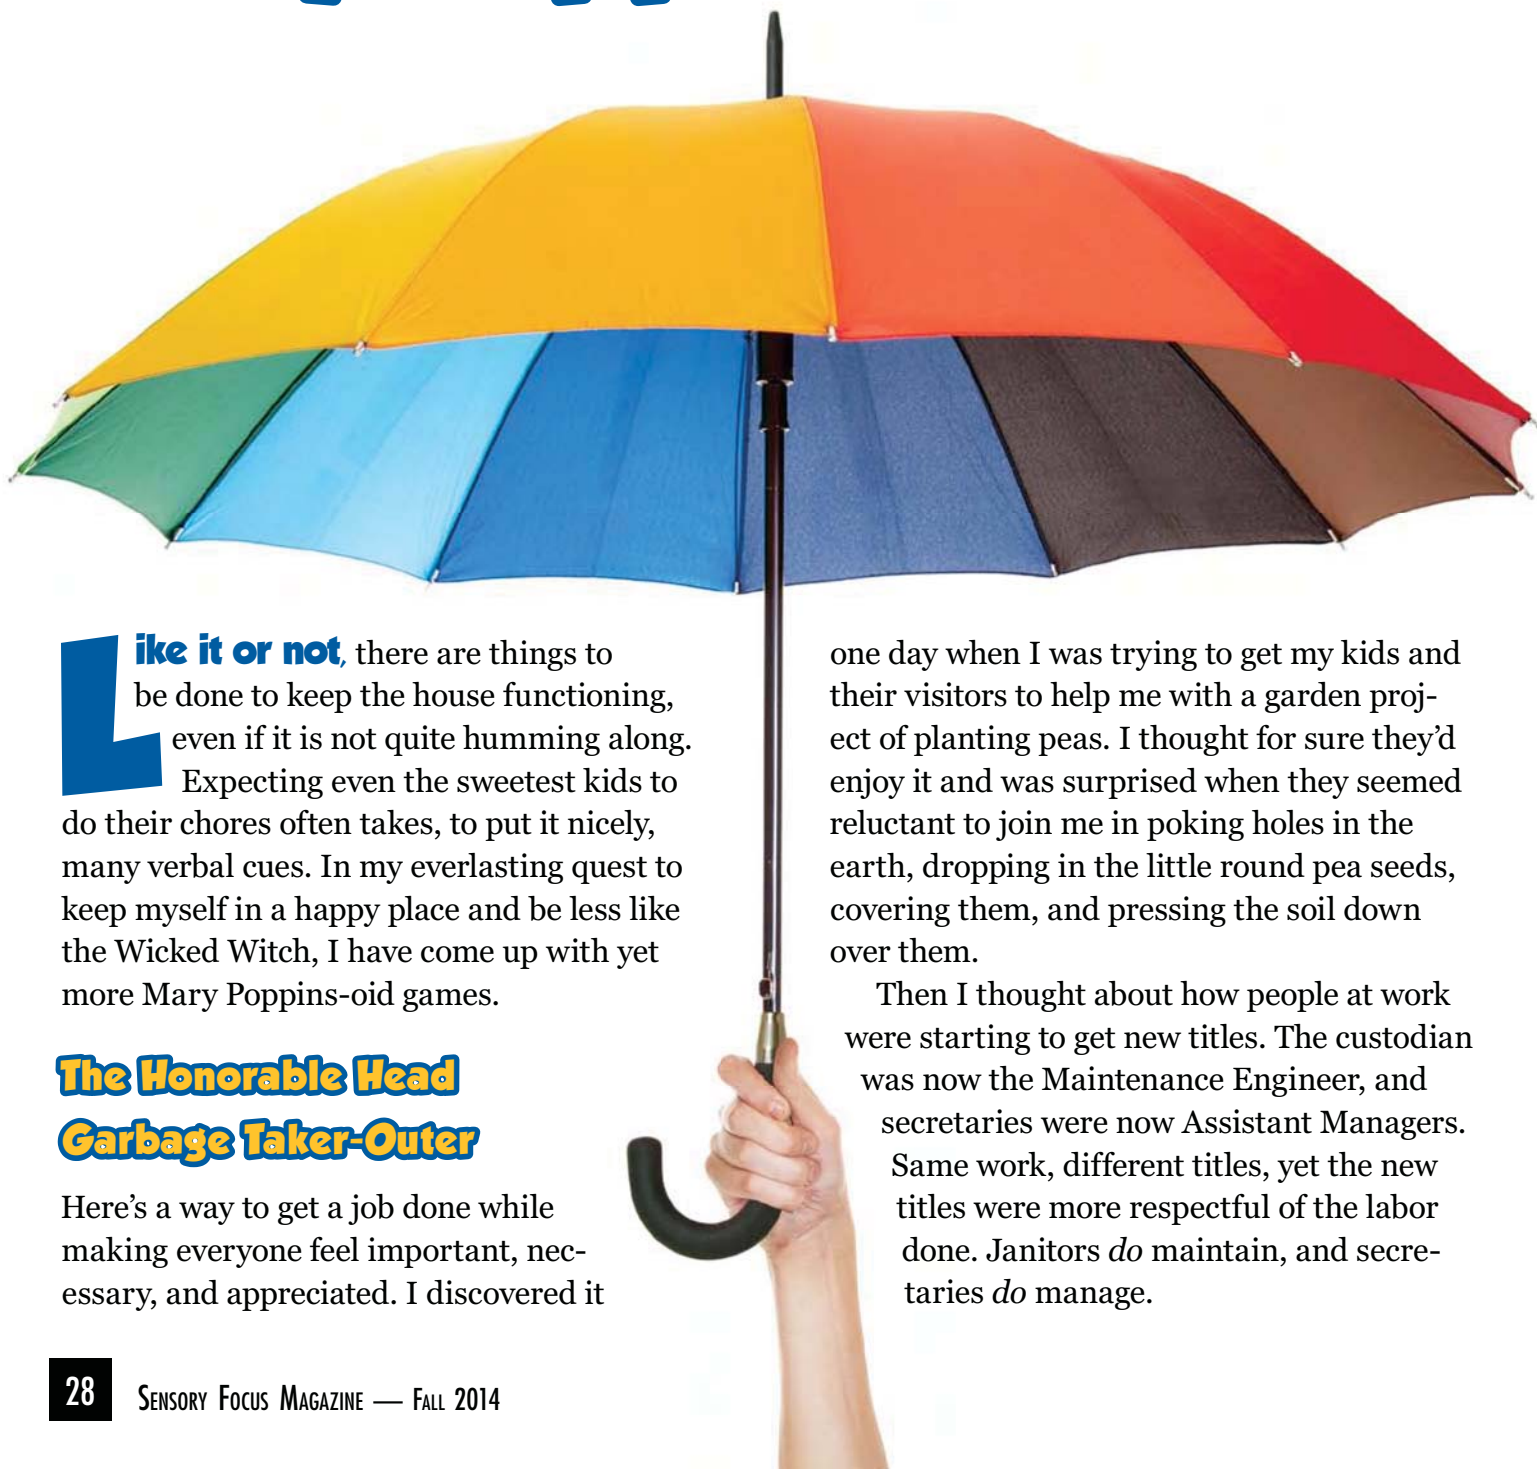 Like it or not, there are things to
be done to keep the house functioning,
even if it is not quite humming along.
Expecting even the sweetest kids to
do their chores often takes, to put it nicely,
many verbal cues. In my everlasting quest to
keep myself in a happy place and be less like
the Wicked Witch, I have come up with yet
more Mary Poppins-oid games.
The Honorable Head
Garbage Taker-Outer
Here’s a way to get a job done while
making everyone feel important, nec-
essary, and appreciated. I discovered it
one day when I was trying to get my kids and
their visitors to help me with a garden proj-
ect of planting peas. I thought for sure they’d
enjoy it and was surprised when they seemed
reluctant to join me in poking holes in the
earth, dropping in the little round pea seeds,
covering them, and pressing the soil down
over them.
Then I thought about how people at work
were starting to get new titles. The custodian
was now the Maintenance Engineer, and
secretaries were now Assistant Managers.
Same work, different titles, yet the new
titles were more respectful of the labor
done. Janitors do maintain, and secre-
taries do manage.
28 Sensory Focus Magazine — Fall 2014